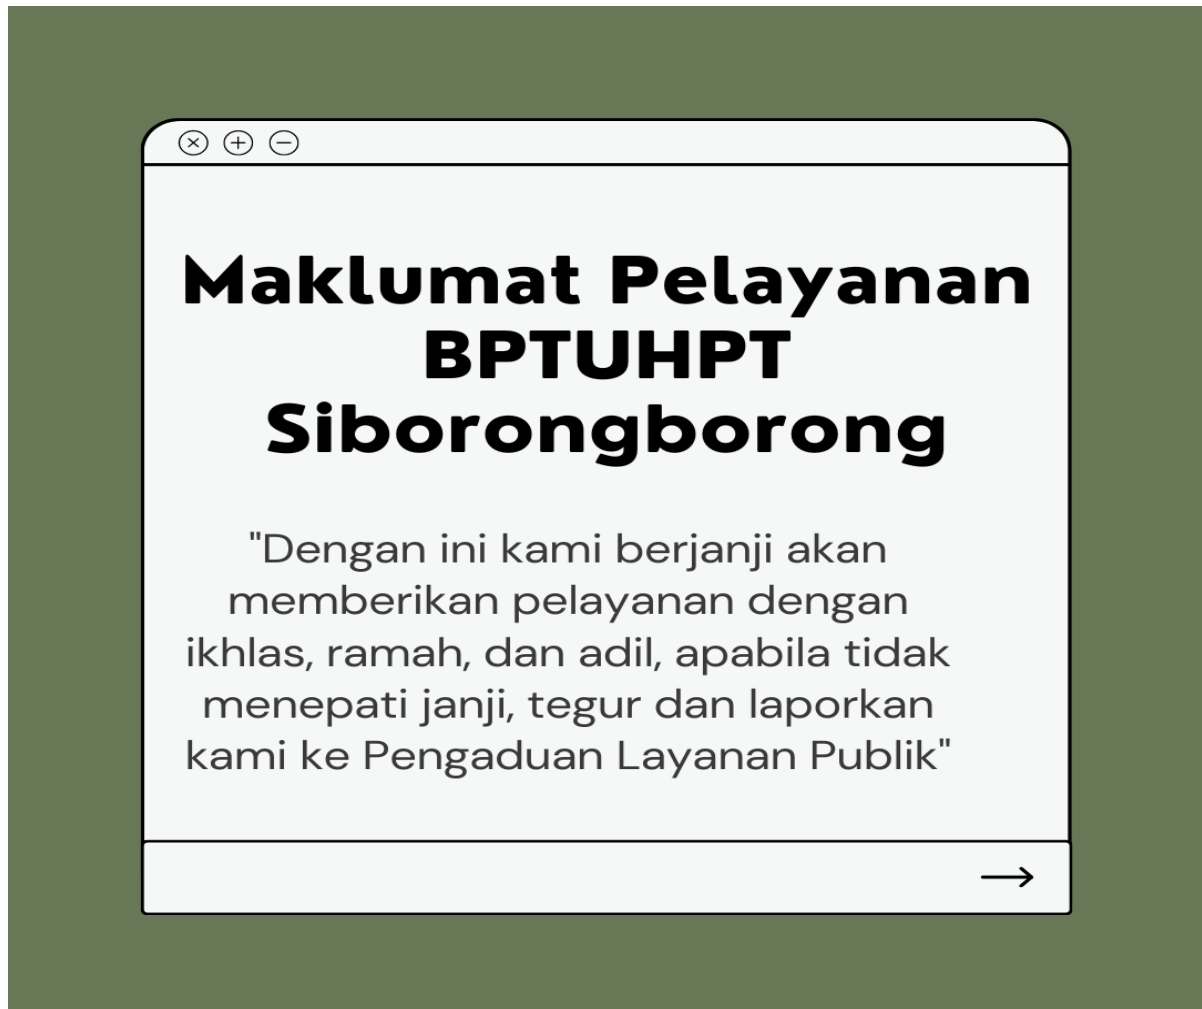 Maklumat Pelayanan
BPTUHPT
Siborongborong
"Dengan ini kami berjanji akan
memberikan pelayanan dengan
ikhlas, ramah, dan adil, apabila tidak
menepati janji, tegur dan laporkan
kami ke Pengaduan Layanan Publik"